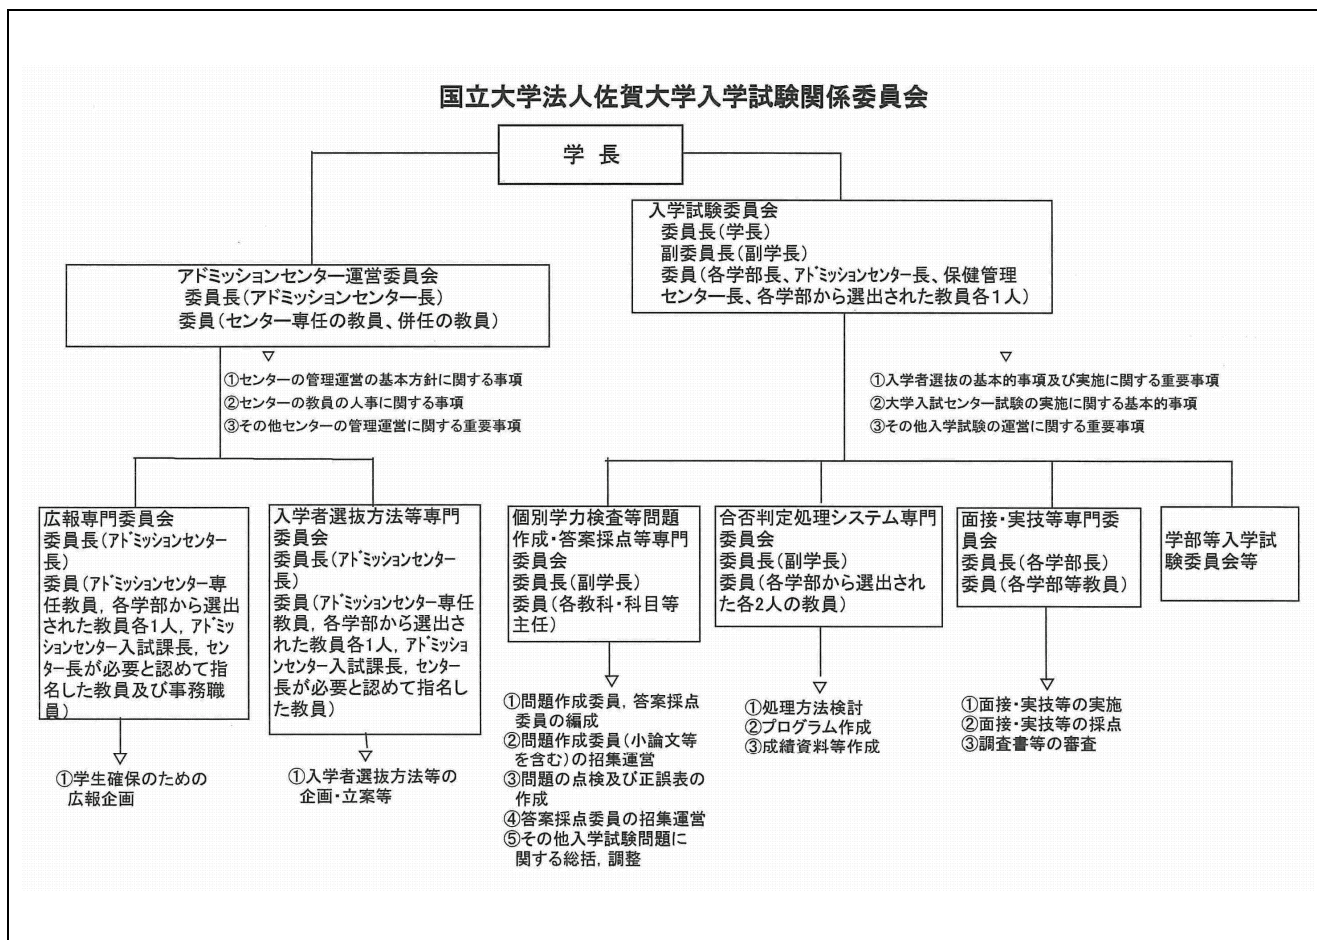 国立大学法人佐賀大学入学試験関係委員会
学 長
入学試験委員会
委員長(学長)
副委員長(副学長)
委員(各学部長、ｱﾄﾞﾐｯｼｮﾝセンター長、保健管理
センター長、各学部から選出された教員各1人)
アドミッションセンター運営委員会
委員長(アドミッションセンター長)
委員(センター専任の教員、併任の教員)
▽
①センターの管理運営の基本方針に関する事項
②センターの教員の人事に関する事項
③その他センターの管理運営に関する重要事項
▽
①入学者選抜の基本的事項及び実施に関する重要事項
②大学入試センター試験の実施に関する基本的事項
③その他入学試験の運営に関する重要事項
広報専門委員会
委員長(ｱﾄﾞﾐｯｼｮﾝセンター
長)
委員(ｱﾄﾞﾐｯｼｮﾝセンター専
任教員, 各学部から選出
された教員各1人, ｱﾄﾞﾐｯ
ｼｮﾝセンター入試課長, セン
ター長が必要と認めて指
名した教員及び事務職
員)
▽
①学生確保のための
広報企画
入学者選抜方法等専門
委員会
委員長(ｱﾄﾞﾐｯｼｮﾝセンター
長)
委員(ｱﾄﾞﾐｯｼｮﾝセンター専任
教員, 各学部から選出さ
れた教員各1人, ｱﾄﾞﾐｯｼｮ
ンセンター入試課長, センター
長が必要と認めて指名し
た教員)
▽
①入学者選抜方法等の
企画・立案等
個別学力検査等問題
作成・答案採点等専門
委員会
委員長(副学長)
委員(各教科・科目等
主任)
▽
①問題作成委員, 答案採点
委員の編成
②問題作成委員(小論文等
を含む)の招集運営
③問題の点検及び正誤表の
作成
④答案採点委員の招集運営
⑤その他入学試験問題に
関する総括, 調整
合否判定処理システム専門
委員会
委員長(副学長)
委員(各学部から選出され
た各2人の教員)
▽
①処理方法検討
②プログラム作成
③成績資料等作成
面接・実技等専門委
員会
委員長(各学部長)
委員(各学部等教員)
▽
①面接・実技等の実施
②面接・実技等の採点
③調査書等の審査
学部等入学試
験委員会等